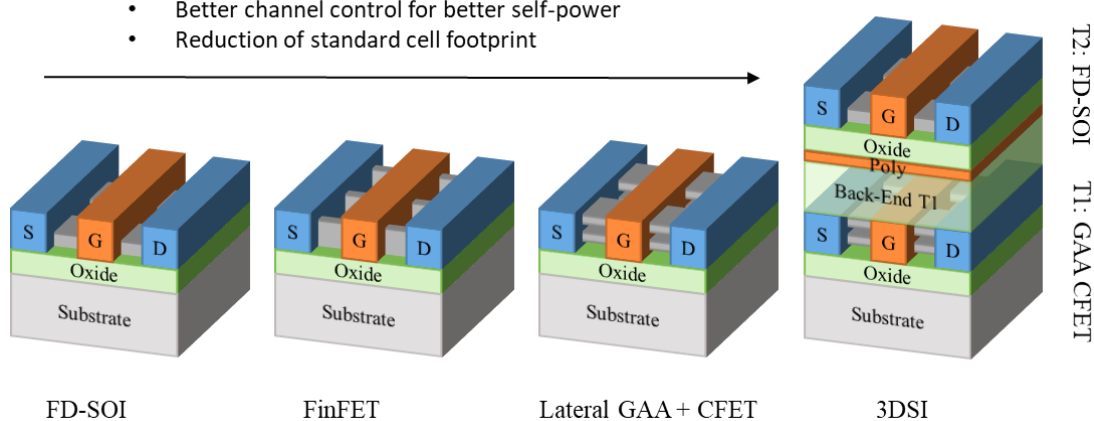 • Better channel control for better self-power
• Reduction of standard cell footprint
S G D
Oxide
Substrate
FD-SOI
S G D
Oxide
Substrate
FinFET
S G D
Oxide
Substrate
Lateral GAA + CFET
S G D
Oxide
Poly
Back-End T1
S G D
Oxide
Substrate
3DSI
T2: FD-SOI
T1: GAA CFET